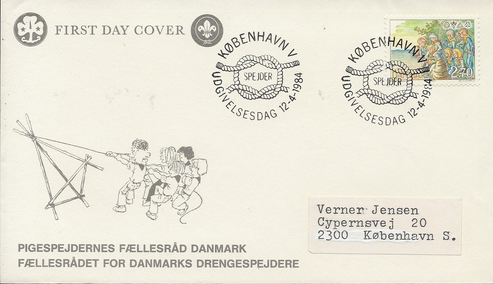 FIRST DAY COVER
KØBENHAVN V
SPEJDER
UDGIVELSESDAG 12-4-1984
KØBENHAVN V
SPEJDER
UDGIVELSESDAG 12-4-1984
2.70
PIGESPEJDERNES FÆLLESRÅD DANMARK
FÆLLESRÅDET FOR DANMARKS DRENGESPEJDERE
Verner Jensen
Cypernsvej 20
2300 København S.